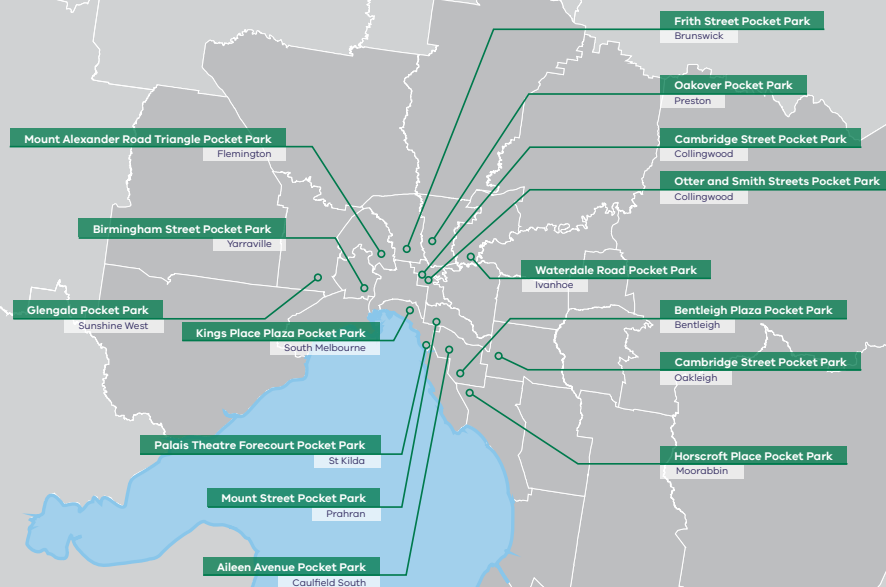 Frith Street Pocket Park
Brunswick
Oakover Pocket Park
Preston
Mount Alexander Road Triangle Pocket Park
Flemington
Cambridge Street Pocket Park
Collingwood
Otter and Smith Streets Pocket Park
Collingwood
Birmingham Street Pocket Park
Yarraville
Waterdale Road Pocket Park
Ivanhoe
Glengala Pocket Park
Sunshine West
Bentleigh Plaza Pocket Park
Bentleigh
Kings Place Plaza Pocket Park
South Melbourne
Cambridge Street Pocket Park
Oakleigh
Palais Theatre Forecourt Pocket Park
St Kilda
Horscroft Place Pocket Park
Moorabbin
Mount Street Pocket Park
Prahran
Aileen Avenue Pocket Park
Caulfield South